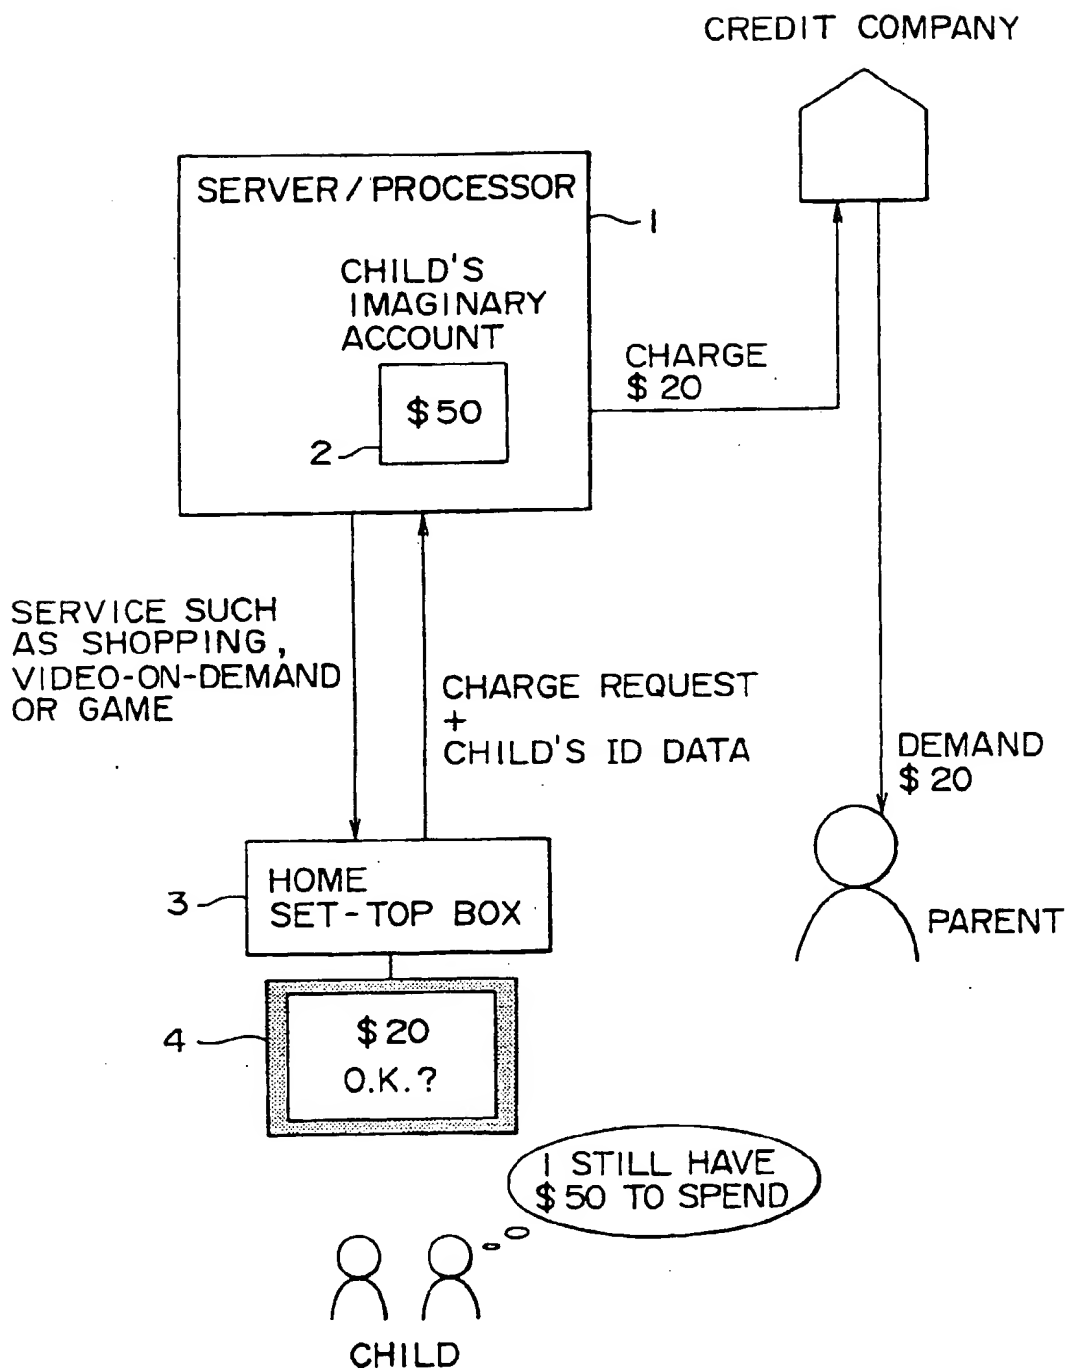 CREDIT COMPANY
SERVER/PROCESSOR
1
CHILD'S
IMAGINARY
ACCOUNT
$50
2
CHARGE
$20
SERVICE SUCH
AS SHOPPING,
VIDEO-ON-DEMAND
OR GAME
CHARGE REQUEST
+
CHILD'S ID DATA
DEMAND
$20
PARENT
3
HOME
SET-TOP BOX
4
$20
O.K.?
I STILL HAVE
$50 TO SPEND
CHILD